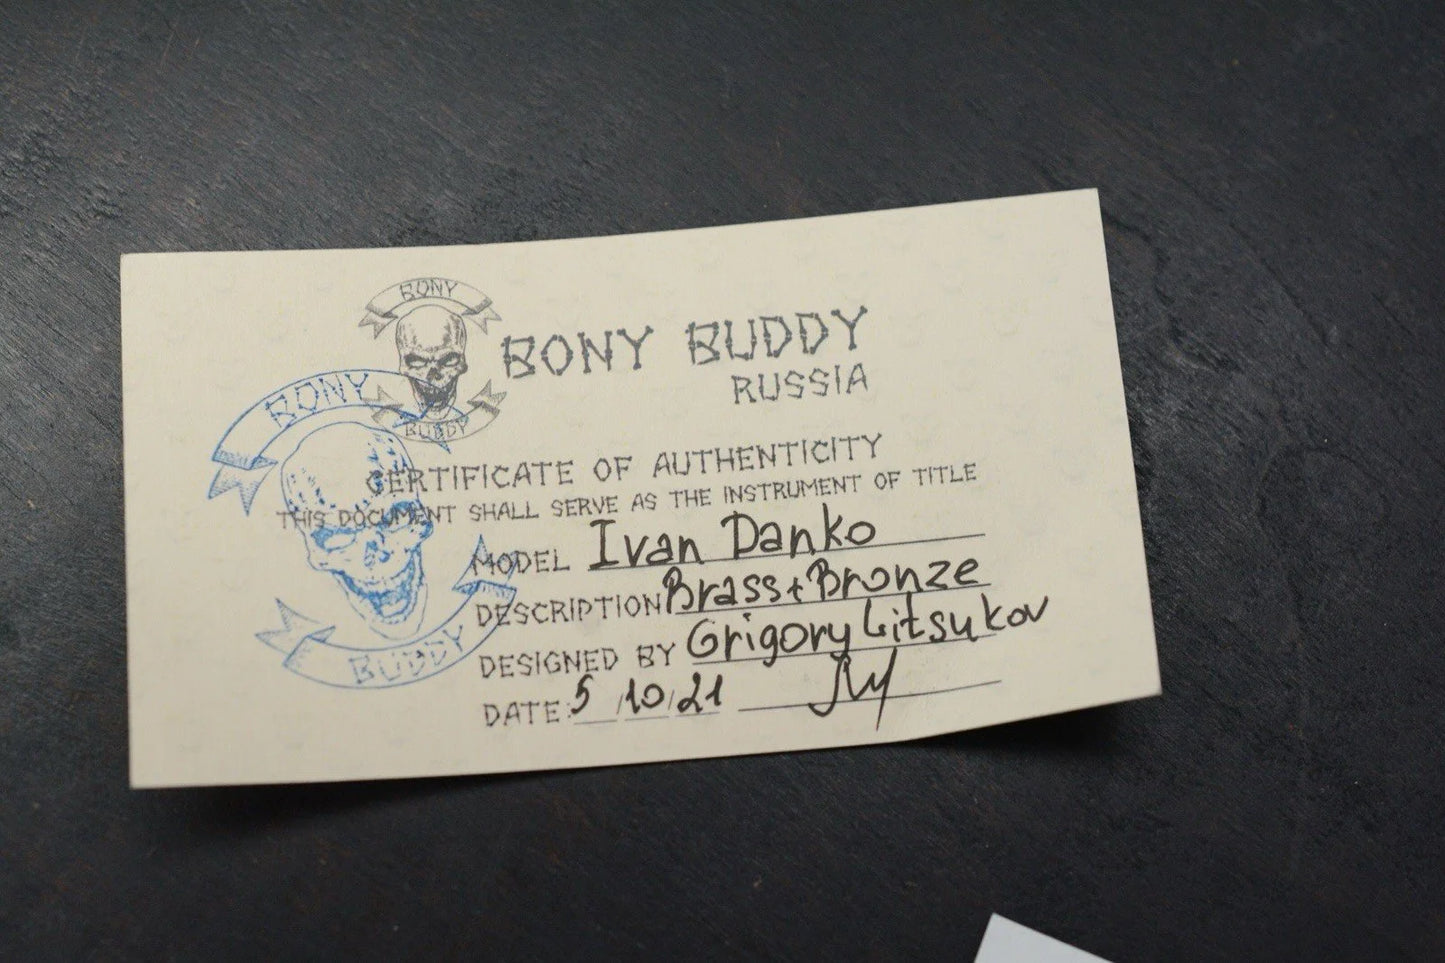 BONY
BUDDY
BONY BUDDY
RUSSIA
BONY
BUDDY
CERTIFICATE OF AUTHENTICITY
THIS DOCUMENT SHALL SERVE AS THE INSTRUMENT OF TITLE
MODEL Ivan Danko
DESCRIPTION Brass+Bronze
DESIGNED BY Grigory Litsukov
DATE: 5/10/21